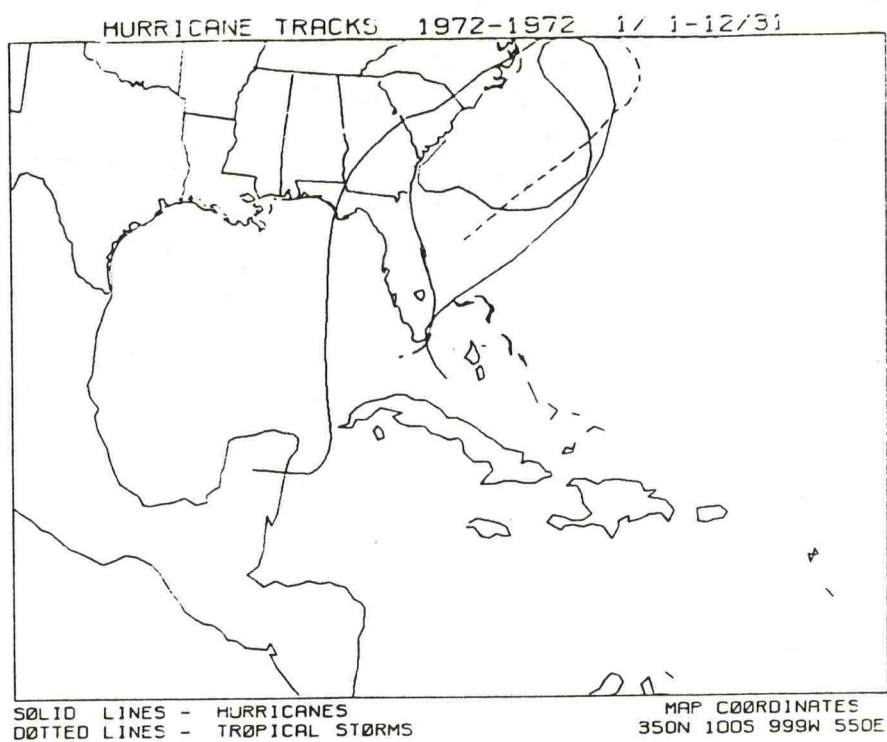 HURRICANE TRACKS 1972-1972 1/ 1-12/31
SØLID LINES - HURRICANES
DØTTED LINES - TRØPICAL STØRMS
MAP CØØRDINATES
350N 100S 999W 550E